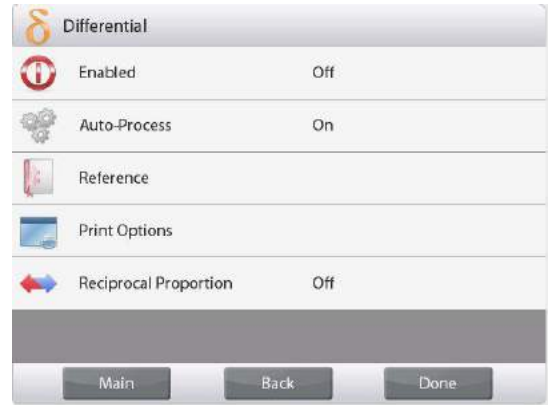 δ Differential
Enabled Off
Auto-Process On
Reference
Print Options
Reciprocal Proportion Off
Main Back Done